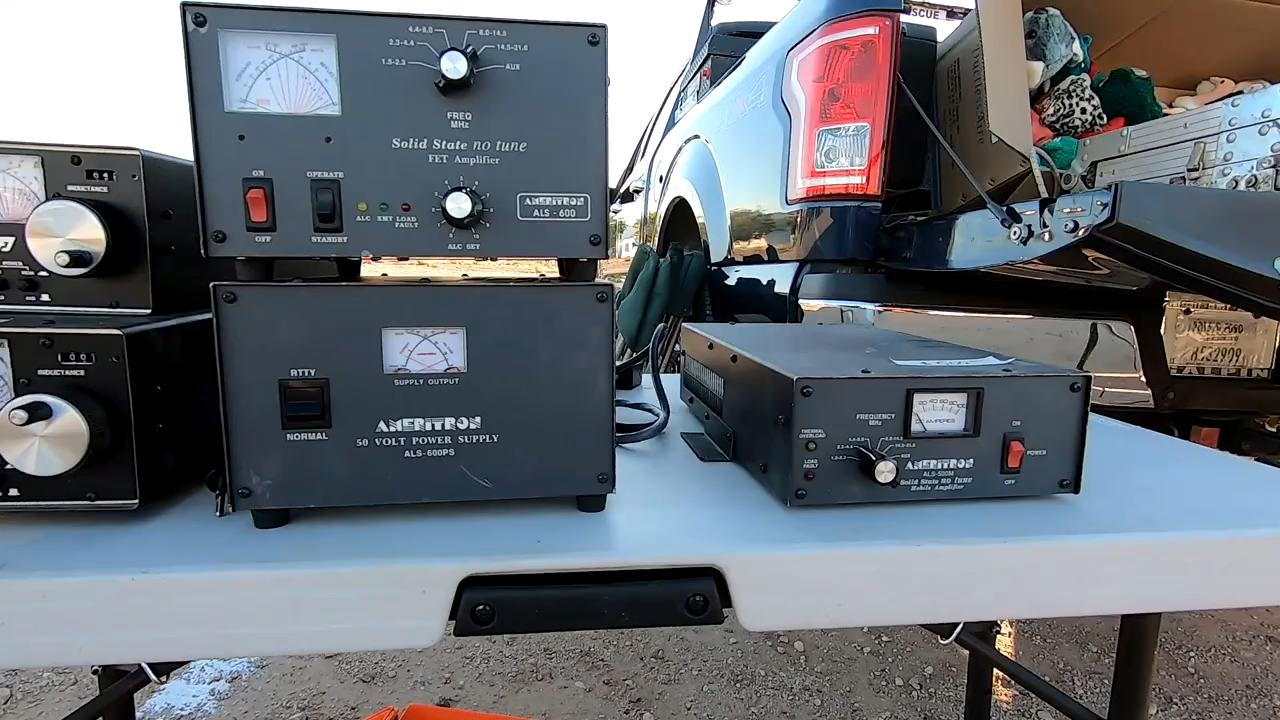 4.4-8.0
8.0-14.5
2.3-4.4
14.5-21.6
1.5-2.3
AUX
FREQ
MHz
Solid State no tune
FET Amplifier
ON
OFF
OPERATE
STANDBY
ALC
XMT
LOAD
FAULT
ALC SET
AMERITRON
ALS-600
INDUCTANCE
INDUCTANCE
SUPPLY OUTPUT
RTTY
NORMAL
AMERITRON
50 VOLT POWER SUPPLY
ALS-600PS
FREQUENCY
MHz
THERMAL
OVERLOAD
LOAD
FAULT
AUX
AMPERES
ON
POWER
OFF
AMERITRON
ALS-500M
Solid State no tune
Mobile Amplifier